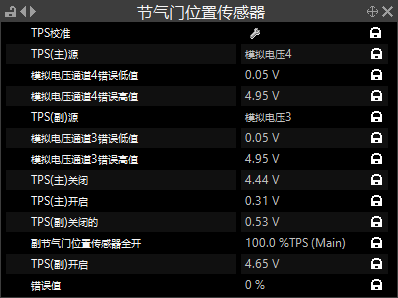 节气门位置传感器
TPS校准
TPS(主)源 模拟电压4
模拟电压通道4错误低值 0.05 V
模拟电压通道4错误高值 4.95 V
TPS(副)源 模拟电压3
模拟电压通道3错误低值 0.05 V
模拟电压通道3错误高值 4.95 V
TPS(主)关闭 4.44 V
TPS(主)开启 0.31 V
TPS(副)关闭的 0.53 V
副节气门位置传感器全开 100.0 %TPS (Main)
TPS(副)开启 4.65 V
错误值 0 %